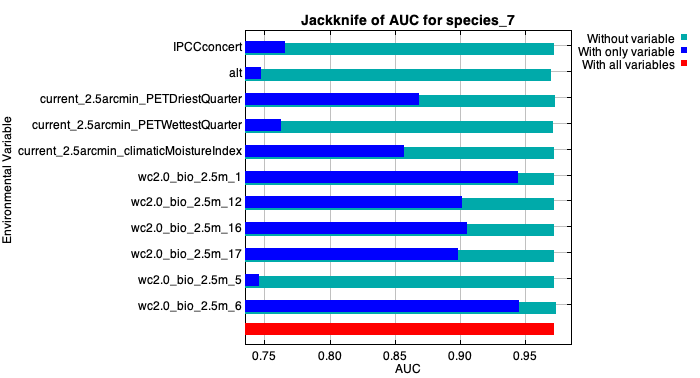 Jackknife of AUC for species_7
Without variable
With only variable
With all variables
Environmental Variable
IPCCconcert
alt
current_2.5arcmin_PETDriestQuarter
current_2.5arcmin_PETWettestQuarter
current_2.5arcmin_climaticMoistureIndex
wc2.0_bio_2.5m_1
wc2.0_bio_2.5m_12
wc2.0_bio_2.5m_16
wc2.0_bio_2.5m_17
wc2.0_bio_2.5m_5
wc2.0_bio_2.5m_6
0.75 0.80 0.85 0.90 0.95
AUC